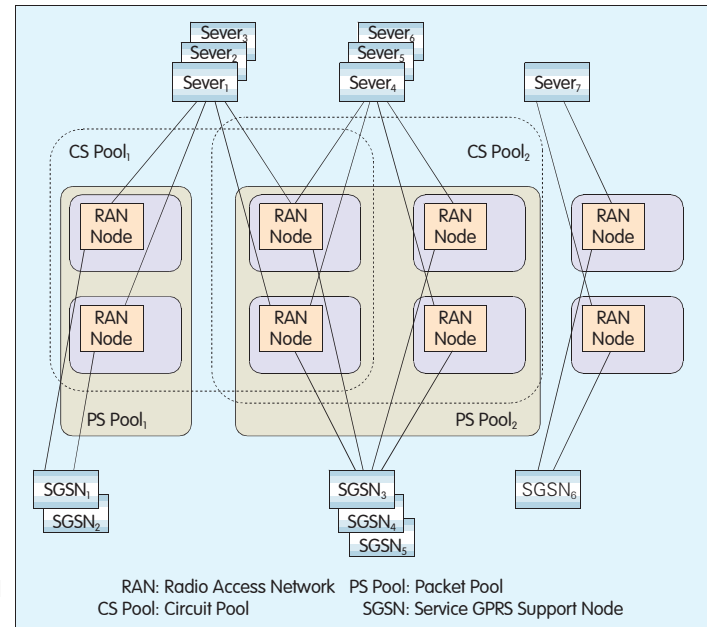 Sever₃
Sever₂
Sever₁
Sever₆
Sever₅
Sever₄
Sever₇
CS Pool₁
CS Pool₂
RAN
Node
RAN
Node
RAN
Node
RAN
Node
RAN
Node
RAN
Node
RAN
Node
RAN
Node
PS Pool₁
PS Pool₂
SGSN₁
SGSN₂
SGSN₃
SGSN₄
SGSN₅
SGSN₆
RAN: Radio Access Network PS Pool: Packet Pool
CS Pool: Circuit Pool SGSN: Service GPRS Support Node